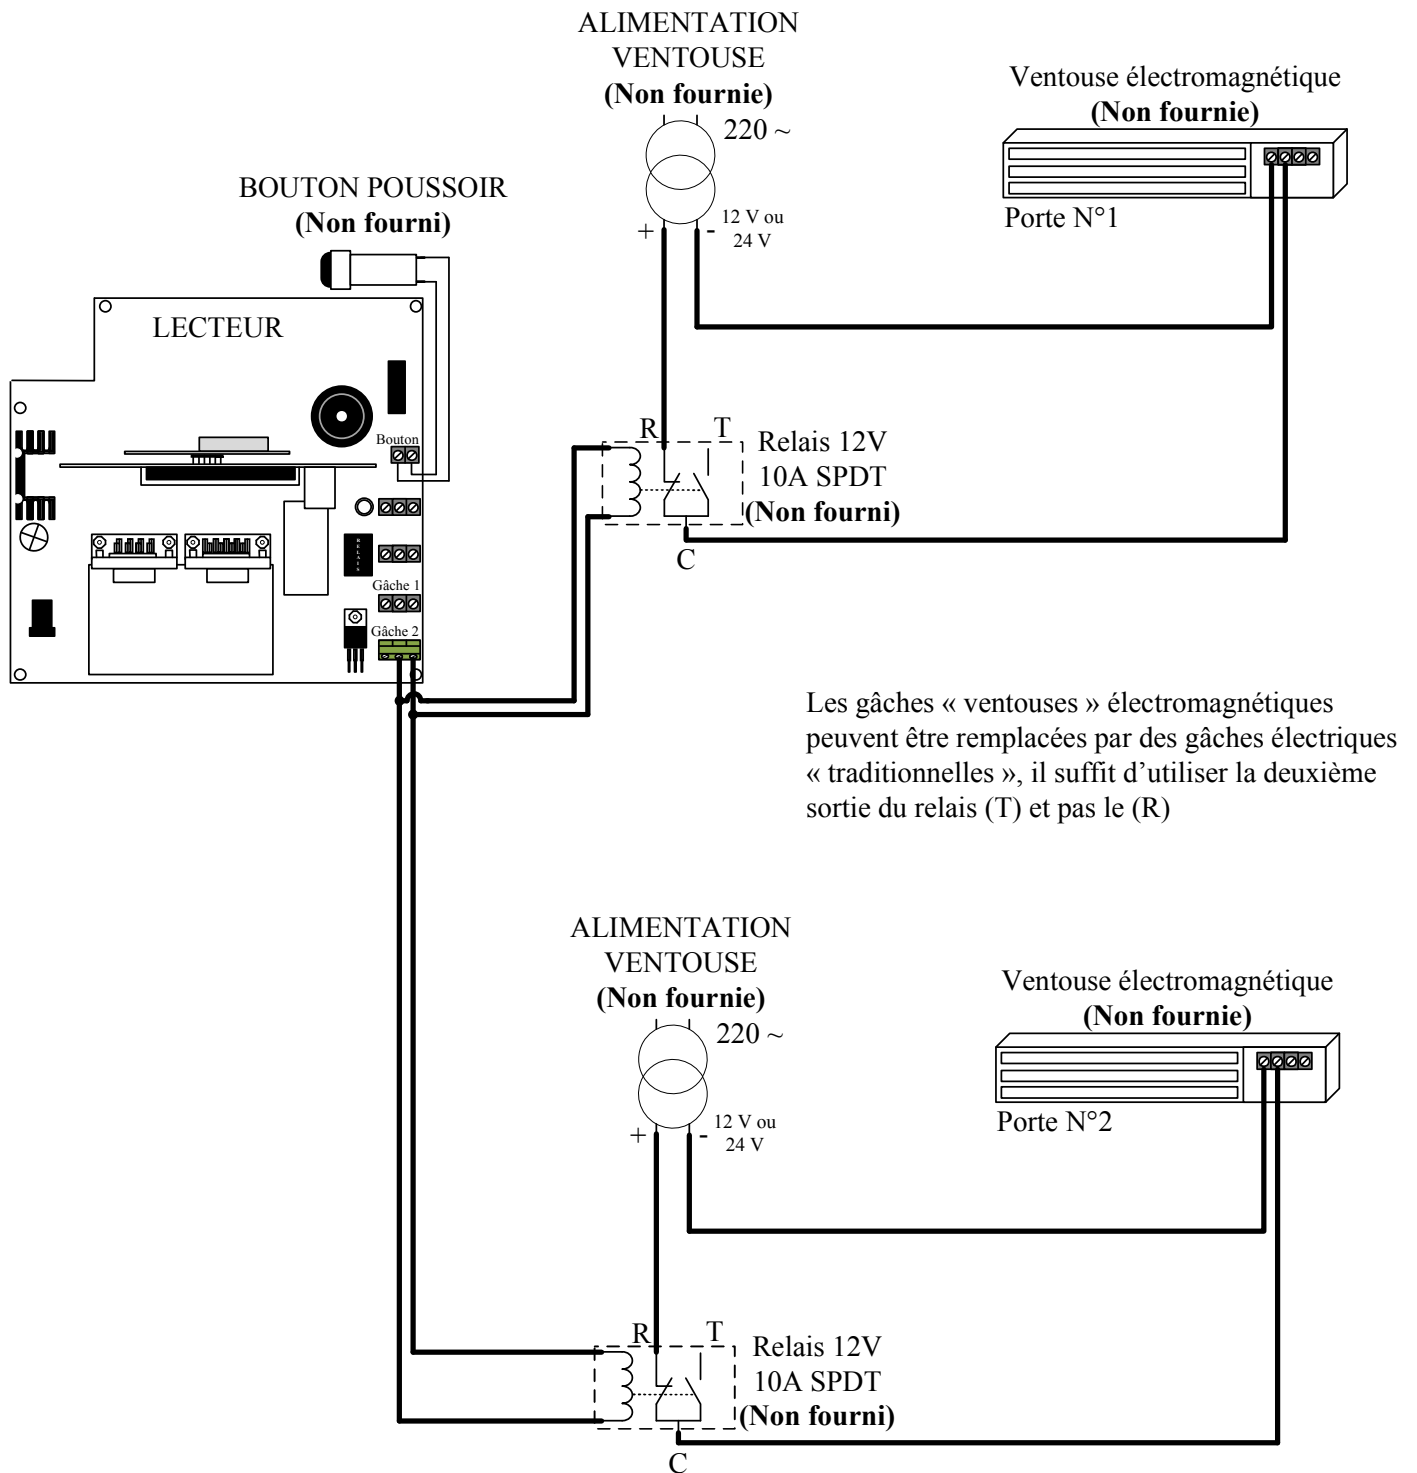 ALIMENTATION
VENTOUSE
(Non fournie)
220 ~
+
-
12 V ou
24 V
Ventouse électromagnétique
(Non fournie)
Porte N°1
BOUTON POUSSOIR
(Non fourni)
LECTEUR
Bouton
RELAIS
Gâche 1
Gâche 2
R
T
Relais 12V
10A SPDT
(Non fourni)
C
Les gâches « ventouses » électromagnétiques
peuvent être remplacées par des gâches électriques
« traditionnelles », il suffit d’utiliser la deuxième
sortie du relais (T) et pas le (R)
ALIMENTATION
VENTOUSE
(Non fournie)
220 ~
+
-
12 V ou
24 V
Ventouse électromagnétique
(Non fournie)
Porte N°2
R
T
Relais 12V
10A SPDT
(Non fourni)
C